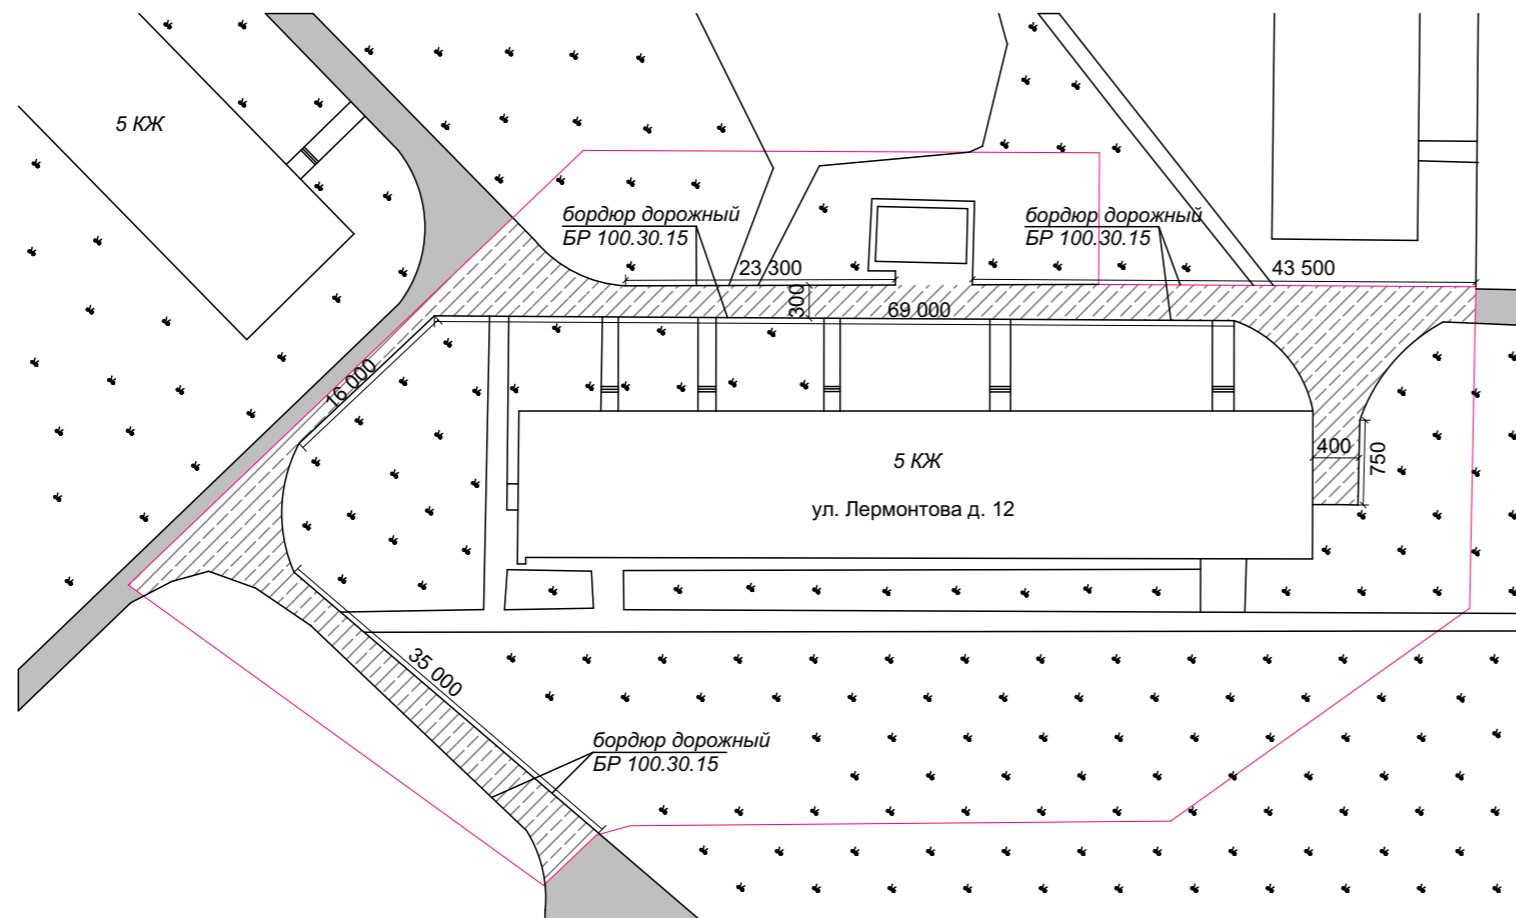 5 КЖ
бордюр дорожный
БР 100.30.15
бордюр дорожный
БР 100.30.15
23 300
43 500
300
69 000
16 000
5 КЖ
400
750
ул. Лермонтова д. 12
35 000
бордюр дорожный
БР 100.30.15